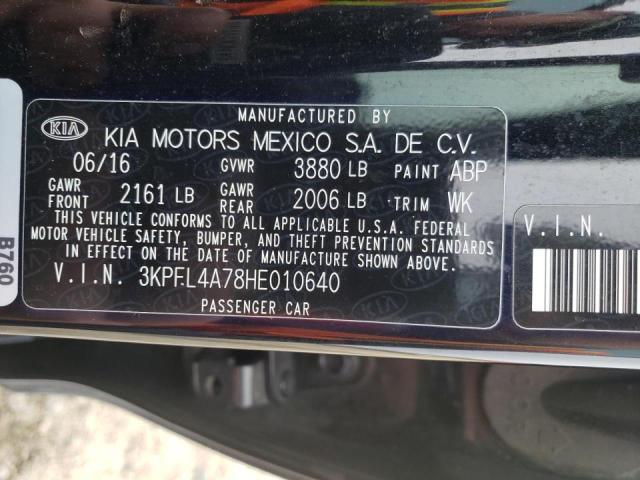 MANUFACTURED BY
KIA KIA MOTORS MEXICO S.A. DE C.V.
06/16 GVWR 3880 LB PAINT ABP
GAWR FRONT 2161 LB GAWR REAR 2006 LB TRIM WK
THIS VEHICLE CONFORMS TO ALL APPLICABLE U.S.A. FEDERAL
MOTOR VEHICLE SAFETY, BUMPER, AND THEFT PREVENTION STANDARDS
IN EFFECT ON THE DATE OF MANUFACTURE SHOWN ABOVE.
V.I.N. 3KPFL4A78HE010640
PASSENGER CAR
V.I.N.
B760